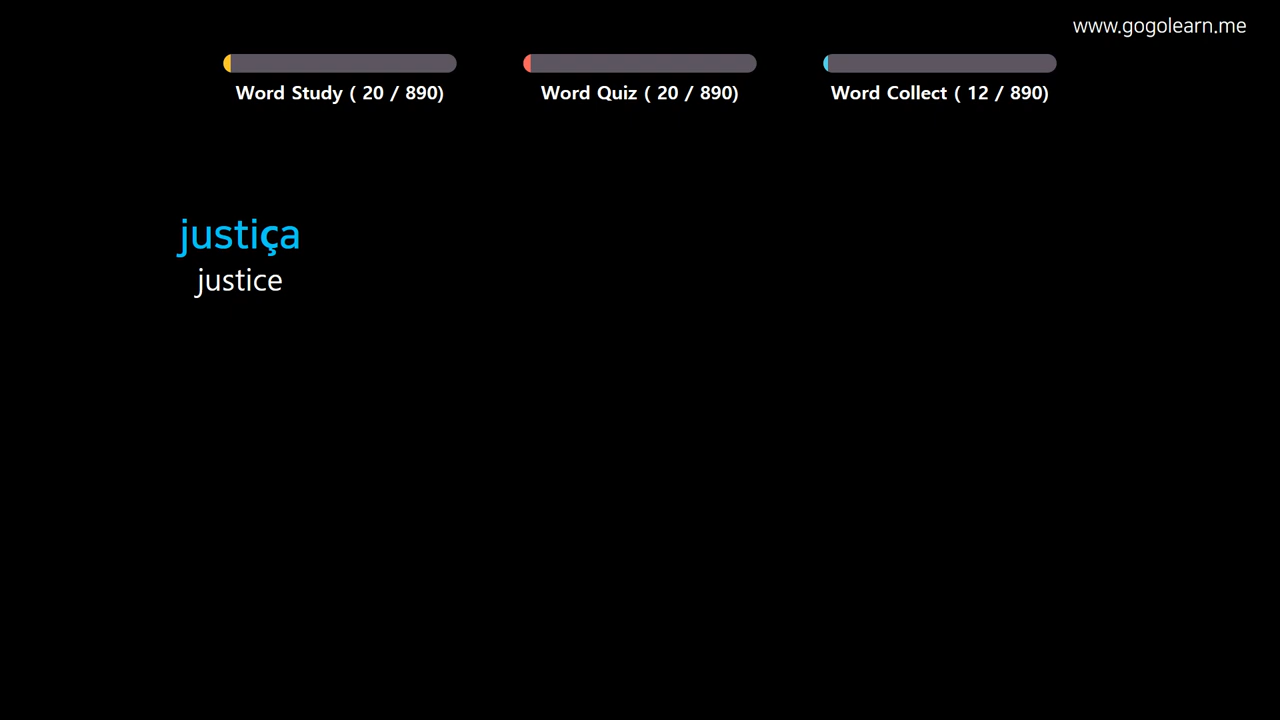 www.gogolearn.me
Word Study ( 20 / 890)
Word Quiz ( 20 / 890)
Word Collect ( 12 / 890)
justiça
justice